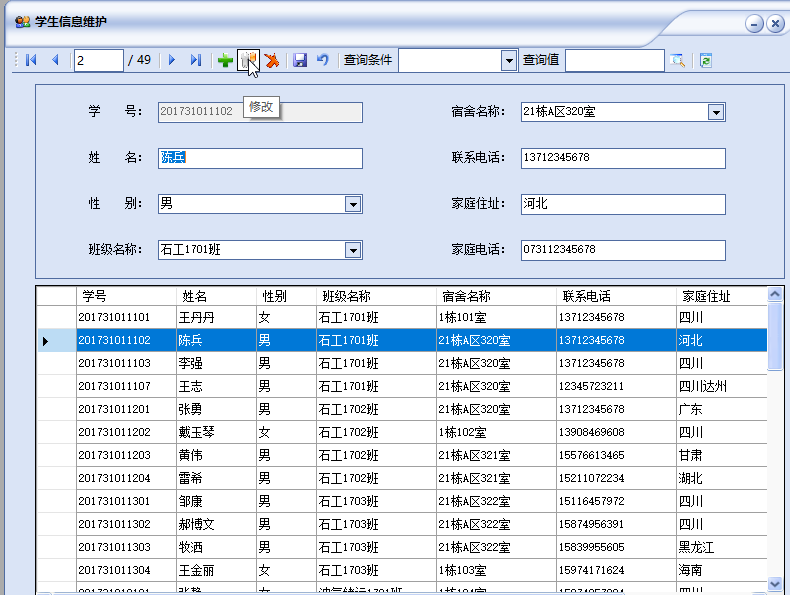 学生信息维护
2 / 49 查询条件 查询值
修改
学 号: 201731011102 宿舍名称: 21栋A区320室
姓 名: 陈兵 联系电话: 13712345678
性 别: 男 家庭住址: 河北
班级名称: 石工1701班 家庭电话: 073112345678
学号 姓名 性别 班级名称 宿舍名称 联系电话 家庭住址
201731011101 王丹丹 女 石工1701班 1栋101室 13712345678 四川
201731011102 陈兵 男 石工1701班 21栋A区320室 13712345678 河北
201731011103 李强 男 石工1701班 21栋A区320室 13712345678 四川
201731011107 王志 男 石工1701班 21栋A区320室 12345723211 四川达州
201731011201 张勇 男 石工1702班 21栋A区320室 13712345678 广东
201731011202 戴玉琴 女 石工1702班 1栋102室 13908469608 四川
201731011203 黄伟 男 石工1702班 21栋A区321室 15576613465 甘肃
201731011204 雷希 男 石工1702班 21栋A区321室 15211072234 湖北
201731011301 邹康 男 石工1703班 21栋A区322室 15116457972 四川
201731011302 郝博文 男 石工1703班 21栋A区322室 15874956391 四川
201731011303 牧洒 男 石工1703班 21栋A区322室 15839955605 黑龙江
201731011304 王金丽 女 石工1703班 1栋103室 15974171624 海南